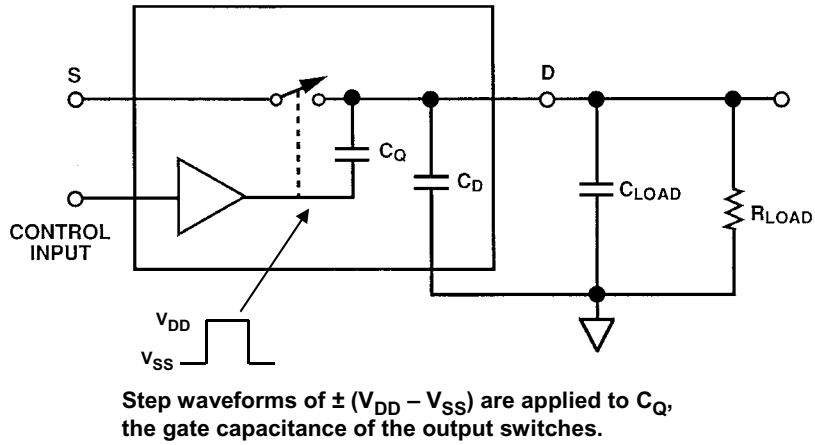 S
D
C_Q
C_D
C_LOAD
R_LOAD
CONTROL
INPUT
V_DD
V_SS
Step waveforms of ± (V_DD – V_SS) are applied to C_Q,
the gate capacitance of the output switches.